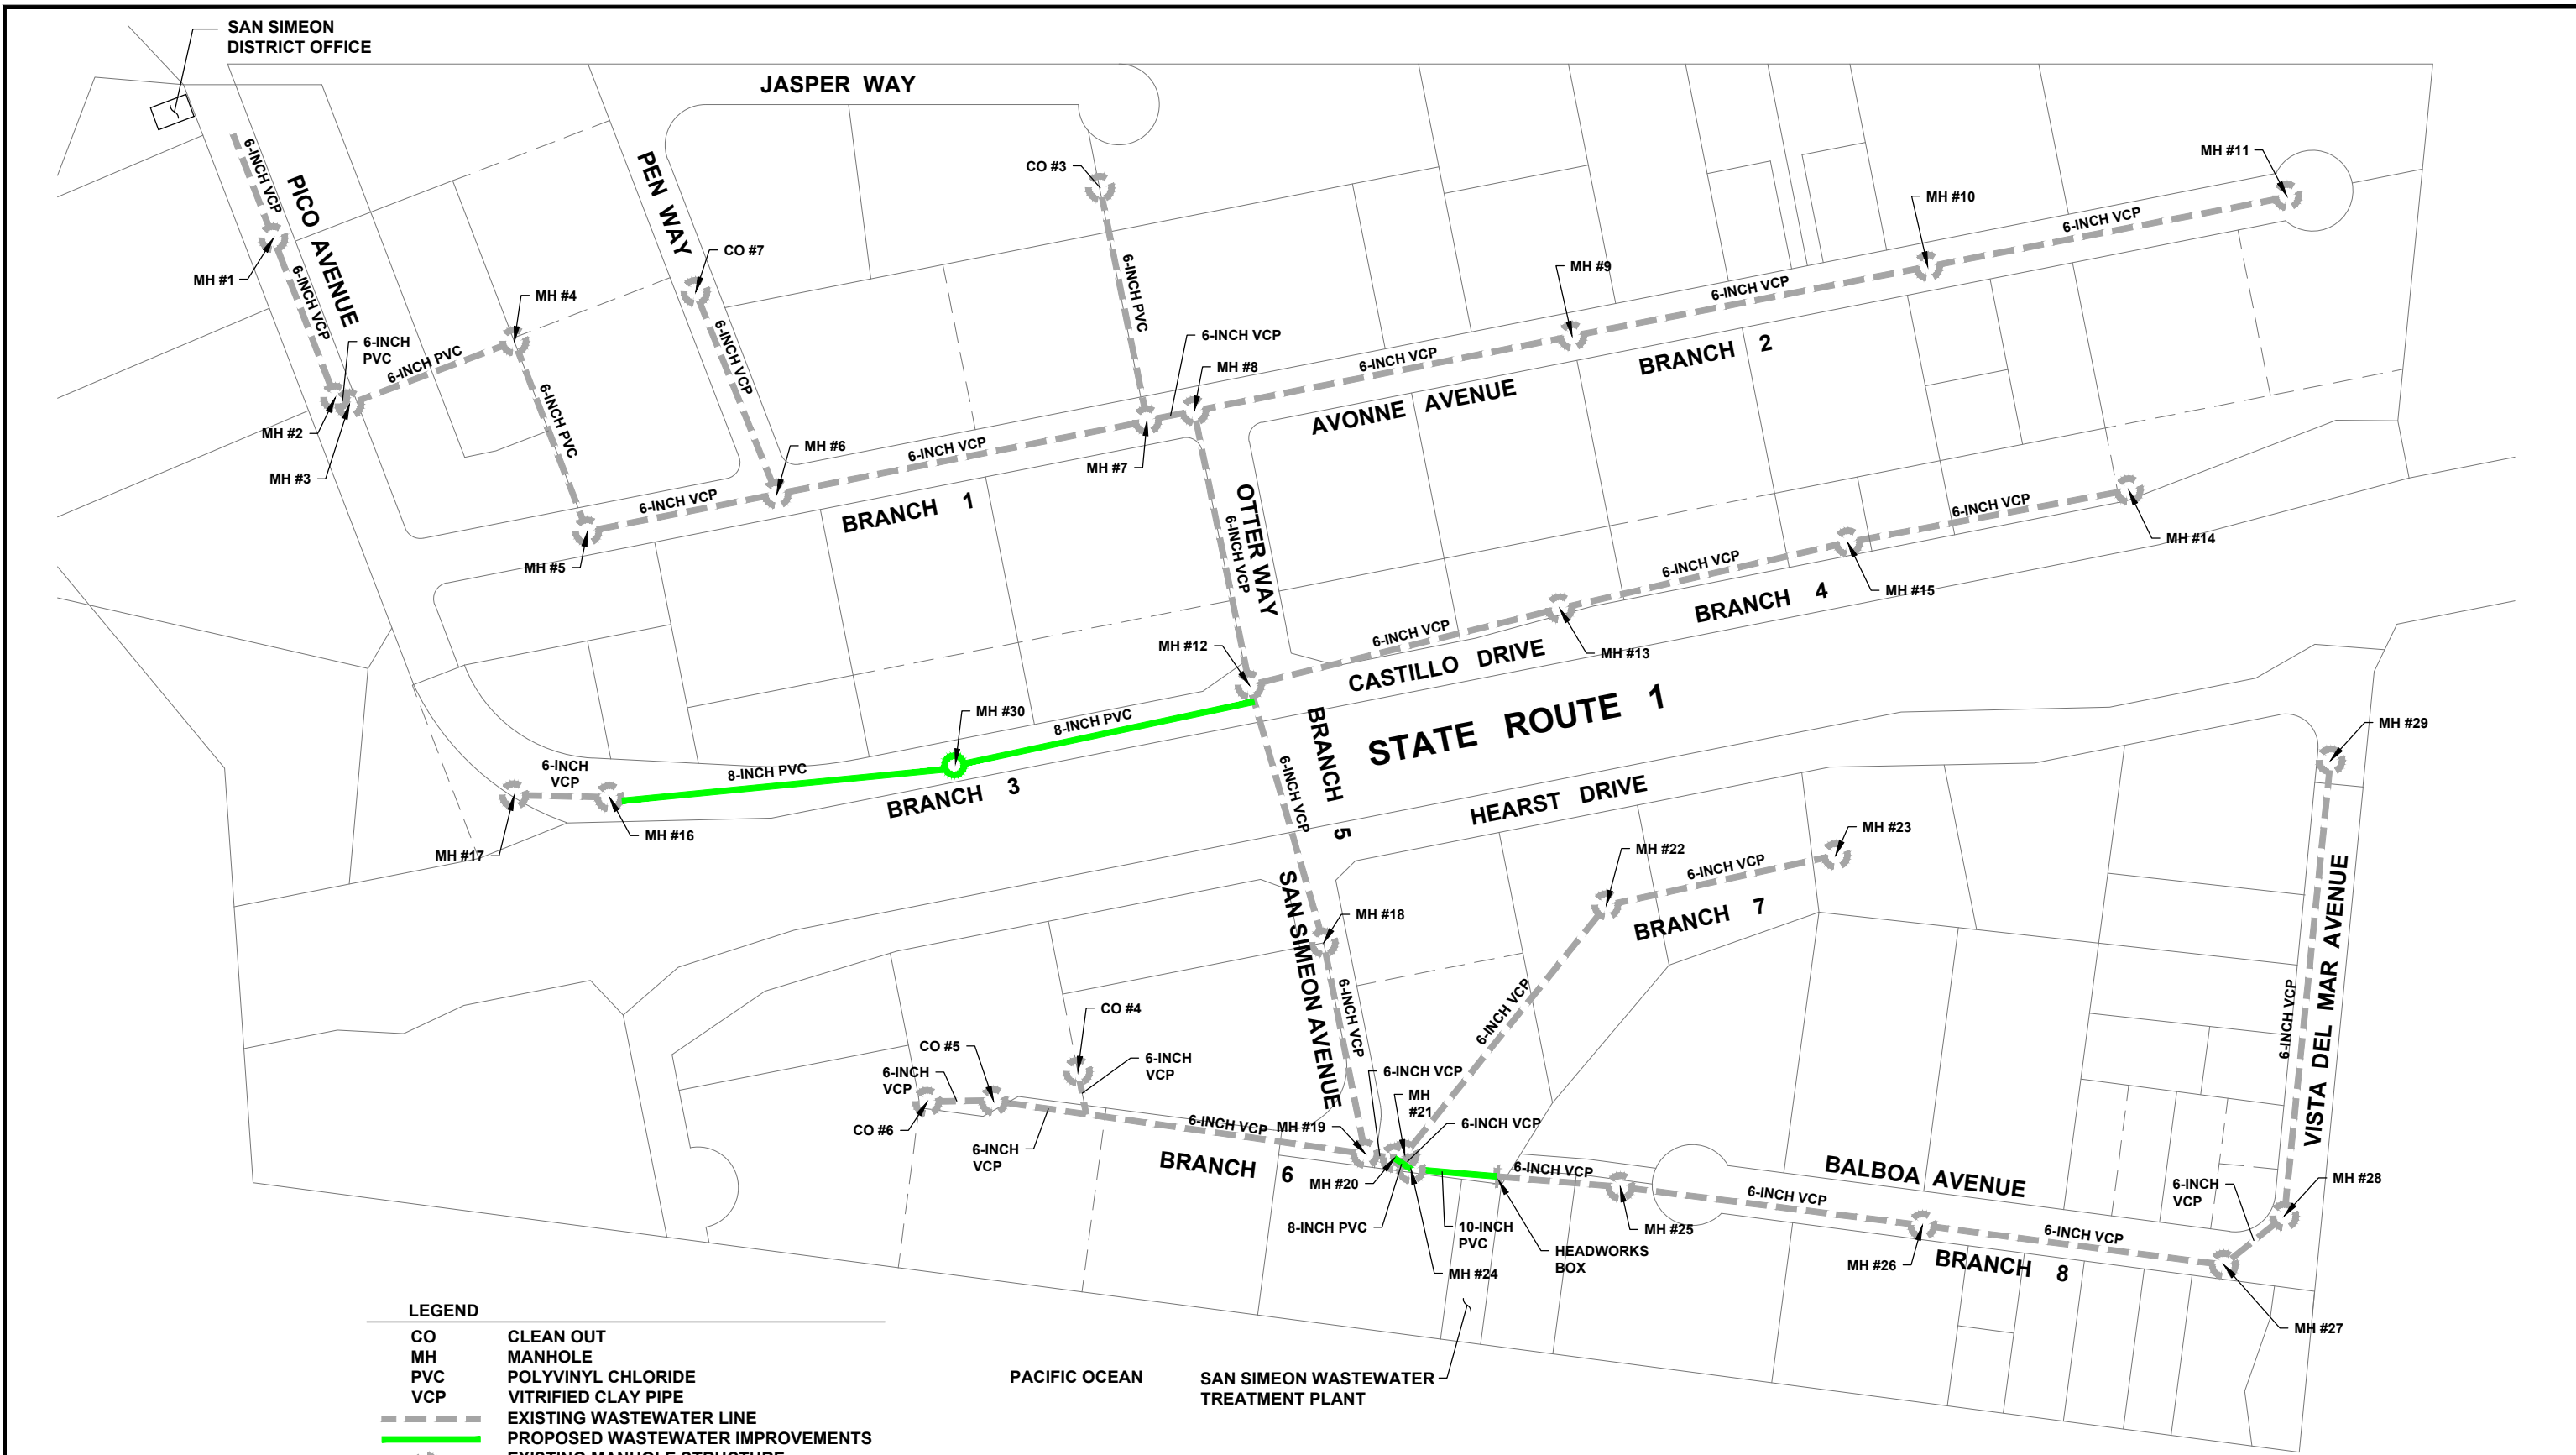 SAN SIMEON
DISTRICT OFFICE
JASPER WAY
6-INCH VCP
PICO AVENUE
PEN WAY
CO #3
MH #11
MH #10
6-INCH VCP
MH #1
6-INCH VCP
CO #7
MH #4
6-INCH PVC
MH #9
6-INCH VCP
6-INCH
PVC
6-INCH PVC
6-INCH VCP
6-INCH VCP
MH #8
6-INCH VCP
BRANCH 2
AVONNE AVENUE
MH #2
MH #3
6-INCH PVC
MH #6
6-INCH VCP
MH #7
6-INCH VCP
BRANCH 1
MH #5
OTTER WAY
6-INCH VCP
6-INCH VCP
MH #14
6-INCH VCP
MH #15
BRANCH 4
6-INCH VCP
MH #13
MH #12
CASTILLO DRIVE
STATE ROUTE 1
MH #30
8-INCH PVC
6-INCH
VCP
8-INCH PVC
BRANCH 3
MH #16
MH #17
BRANCH 5
6-INCH VCP
HEARST DRIVE
MH #29
MH #23
MH #22
6-INCH VCP
BRANCH 7
SAN SIMEON AVENUE
MH #18
6-INCH VCP
6-INCH VCP
6-INCH VCP
VISTA DEL MAR AVENUE
CO #4
CO #5
6-INCH
VCP
6-INCH
VCP
CO #6
6-INCH
VCP
6-INCH VCP
MH #19
6-INCH VCP
MH
#21
6-INCH VCP
BRANCH 6
MH #20
8-INCH PVC
10-INCH
PVC
MH #24
HEADWORKS
BOX
6-INCH VCP
MH #25
BALBOA AVENUE
6-INCH VCP
MH #26
6-INCH VCP
BRANCH 8
6-INCH
VCP
MH #28
MH #27
LEGEND
CO CLEAN OUT
MH MANHOLE
PVC POLYVINYL CHLORIDE
VCP VITRIFIED CLAY PIPE
EXISTING WASTEWATER LINE
PROPOSED WASTEWATER IMPROVEMENTS
EXISTING MANHOLE STRUCTURE
PACIFIC OCEAN
SAN SIMEON WASTEWATER
TREATMENT PLANT